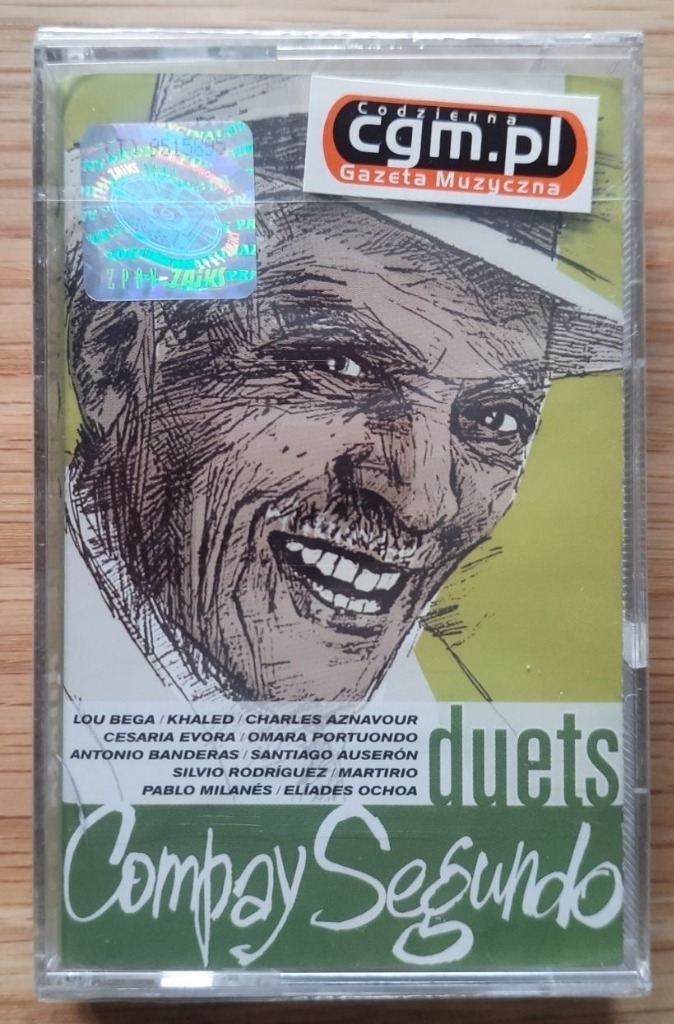 Codzienna
cgm.pl
Gazeta Muzyczna
ZPAV-ZAiKS
LOU BEGA / KHALED / CHARLES AZNAVOUR
CESARIA EVORA / OMARA PORTUONDO
ANTONIO BANDERAS / SANTIAGO AUSERÓN
SILVIO RODRÍGUEZ / MARTIRIO
PABLO MILANÉS / ELÍADES OCHOA
duets
Compay Segundo